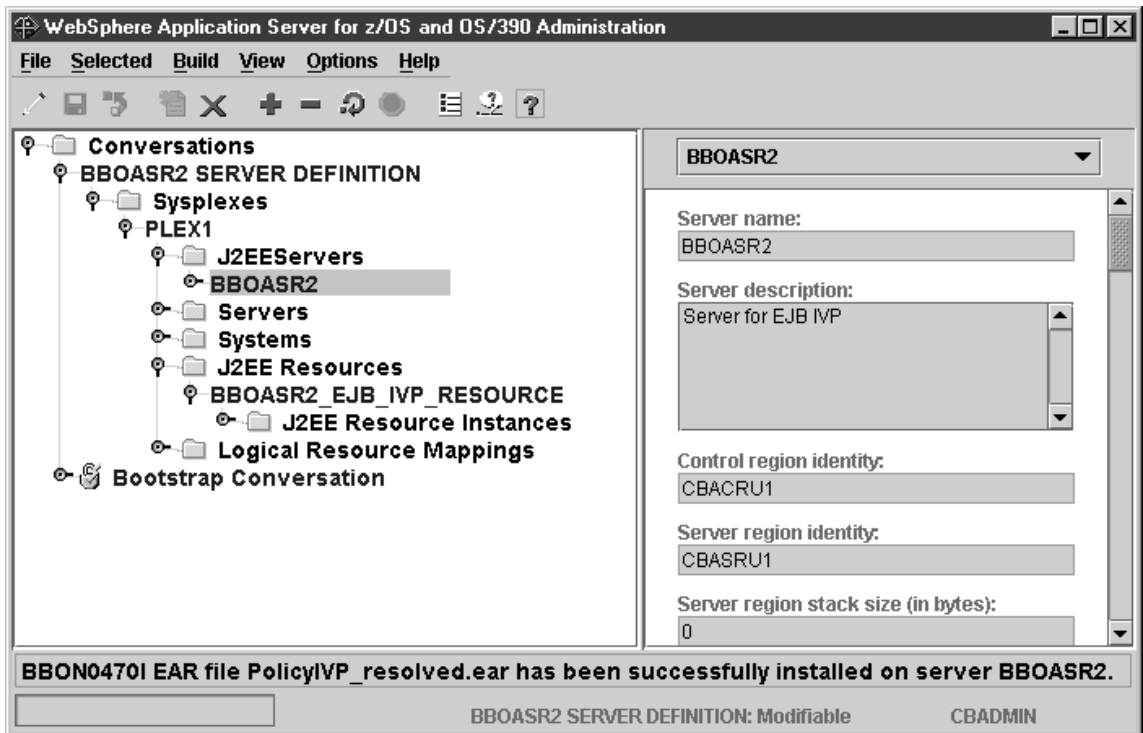 WebSphere Application Server for z/OS and OS/390 Administration
File Selected Build View Options Help
Conversations
BBOASR2 SERVER DEFINITION
Sysplexes
PLEX1
J2EEServers
BBOASR2
Servers
Systems
J2EE Resources
BBOASR2_EJB_IVP_RESOURCE
J2EE Resource Instances
Logical Resource Mappings
Bootstrap Conversation
BBOASR2
Server name:
BBOASR2
Server description:
Server for EJB IVP
Control region identity:
CBACRU1
Server region identity:
CBASRU1
Server region stack size (in bytes):
0
BBON0470I EAR file PolicyIVP_resolved.ear has been successfully installed on server BBOASR2.
BBOASR2 SERVER DEFINITION: Modifiable CBADMIN